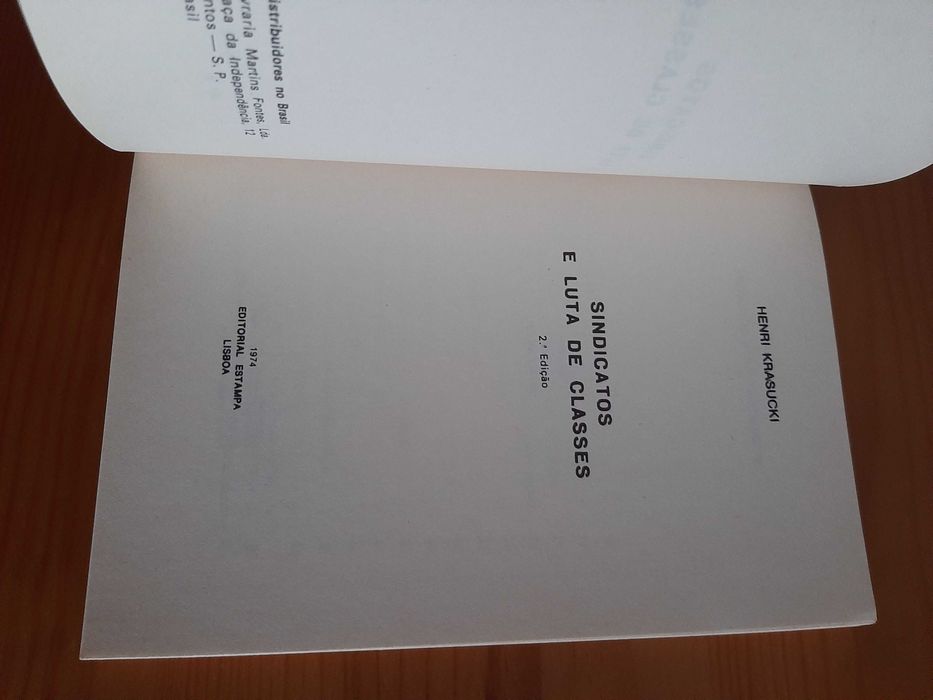 istribuidores no Brasil
vraria Martins Fontes, Lda.
aça da Independência, 12
ntos — S. P.
asil
HENRI KRASUCKI
SINDICATOS
E LUTA DE CLASSES
2.ª Edição
1974
EDITORIAL ESTAMPA
LISBOA